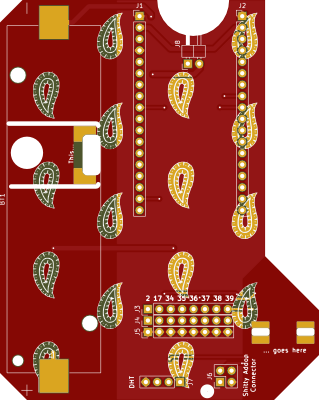 J1
J2
J8
This
BT1
2 17 34 35 36 37 38 39
J3
J4
J5
... goes here
DHT
J7
J6
Shitty Addon
Connector